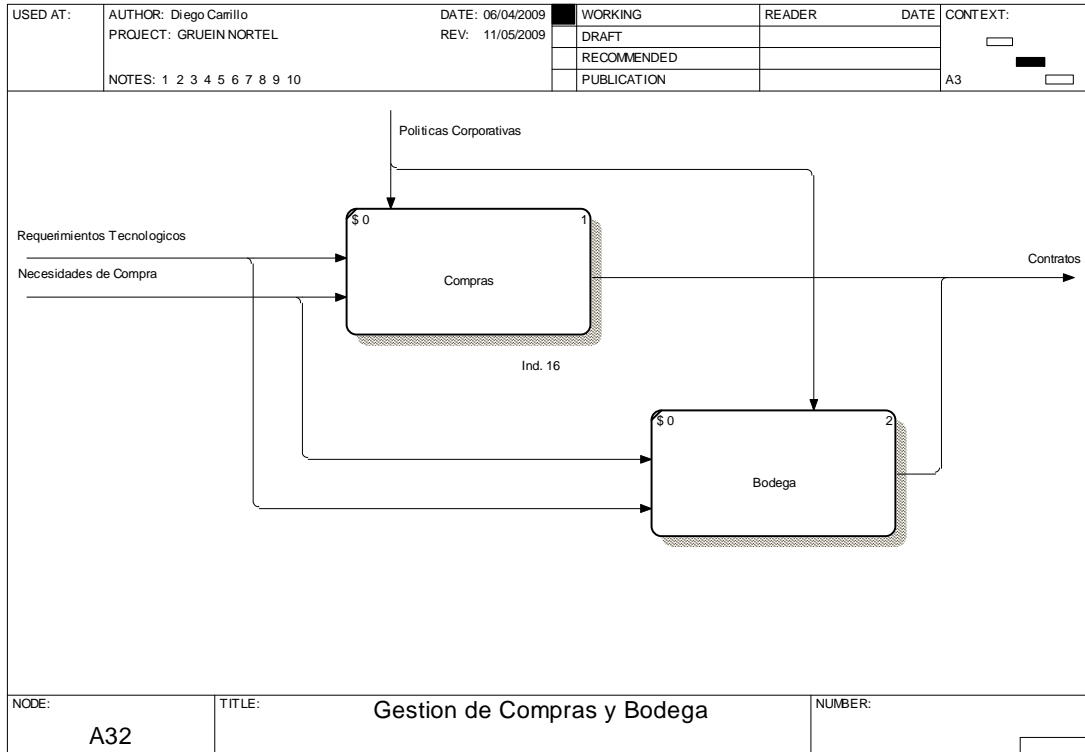 USED AT:
AUTHOR: Diego Carrillo
DATE: 06/04/2009
WORKING
READER
DATE
CONTEXT:
PROJECT: GRUEIN NORTEL
REV: 11/05/2009
DRAFT
RECOMMENDED
NOTES: 1 2 3 4 5 6 7 8 9 10
PUBLICATION
A3
Politicas Corporativas
$ 0
1
Requerimientos Tecnologicos
Necesidades de Compra
Compras
Contratos
Ind. 16
$ 0
2
Bodega
NODE:
TITLE:
Gestion de Compras y Bodega
NUMBER:
A32